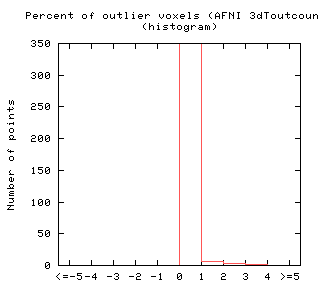 Percent of outlier voxels (AFNI 3dToutcoun
(histogram)
350
300
250
200
150
100
50
0
Number of points
<=-5 -4 -3 -2 -1 0 1 2 3 4 >=5